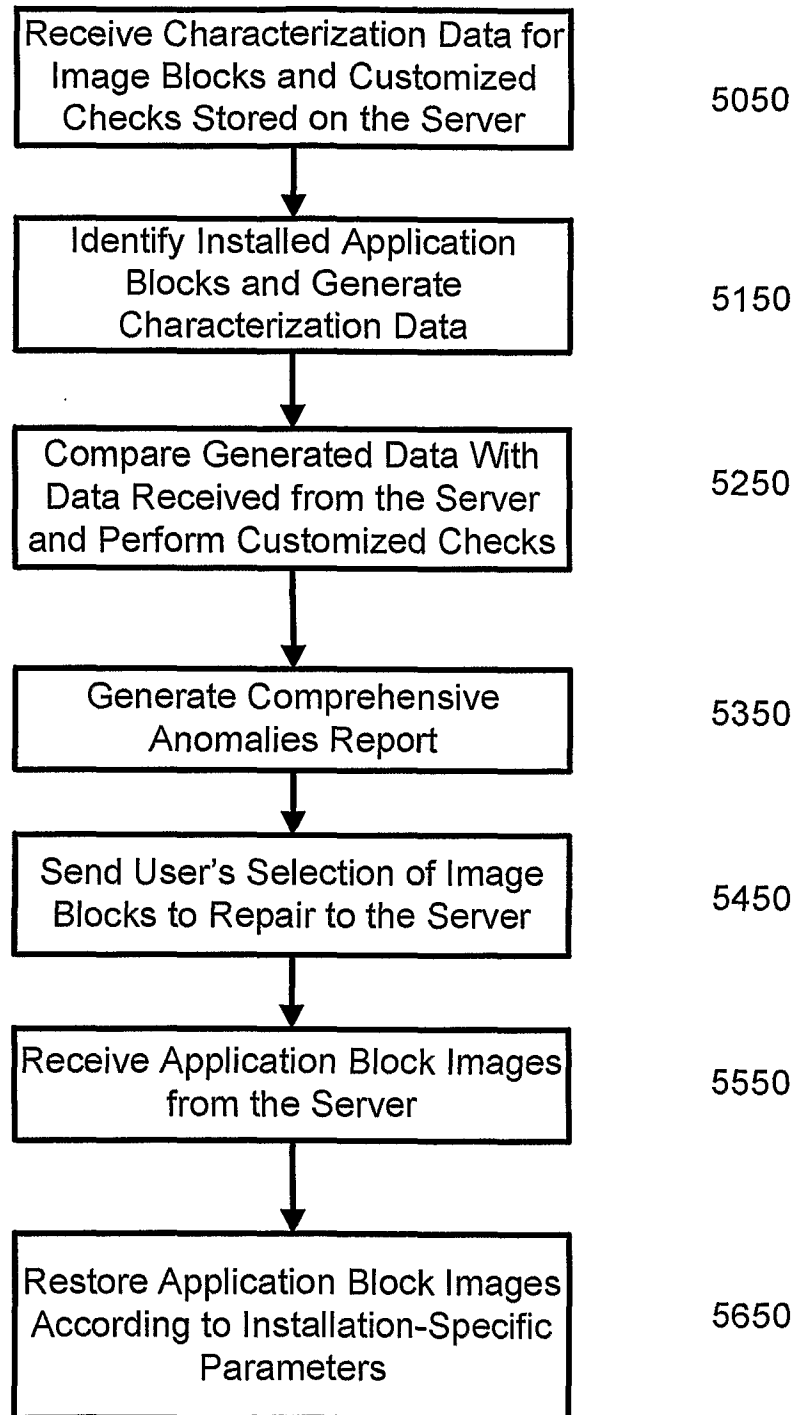 Receive Characterization Data for
Image Blocks and Customized
Checks Stored on the Server
5050
Identify Installed Application
Blocks and Generate
Characterization Data
5150
Compare Generated Data With
Data Received from the Server
and Perform Customized Checks
5250
Generate Comprehensive
Anomalies Report
5350
Send User's Selection of Image
Blocks to Repair to the Server
5450
Receive Application Block Images
from the Server
5550
Restore Application Block Images
According to Installation-Specific
Parameters
5650